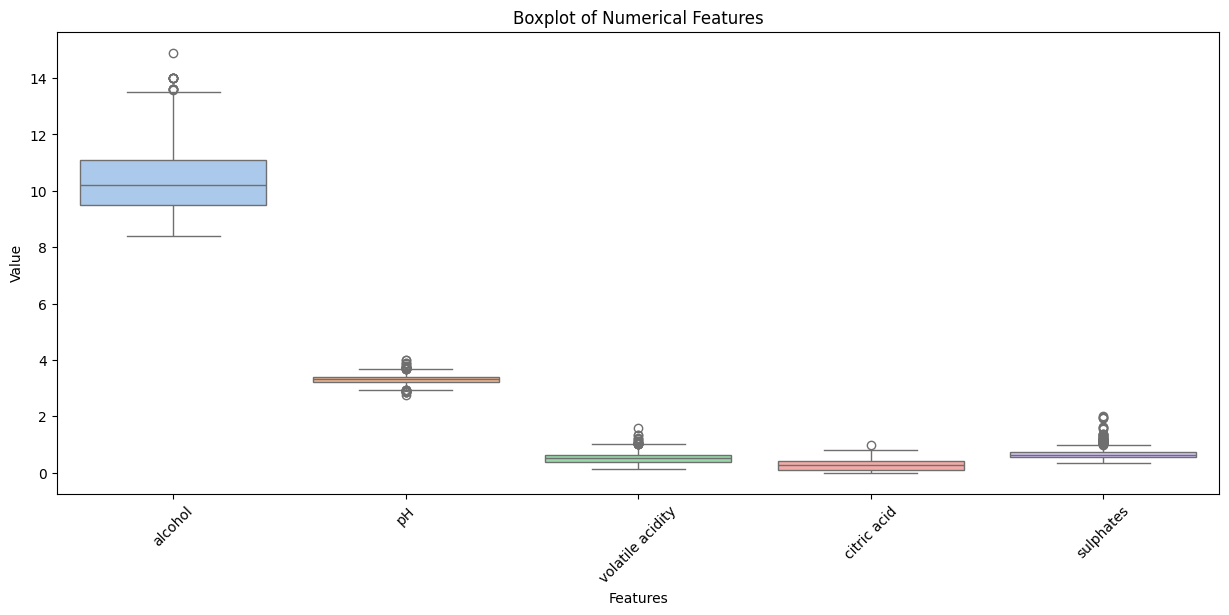 Boxplot of Numerical Features
14
12
10
8
6
4
2
0
Value
alcohol
pH
volatile acidity
citric acid
sulphates
Features